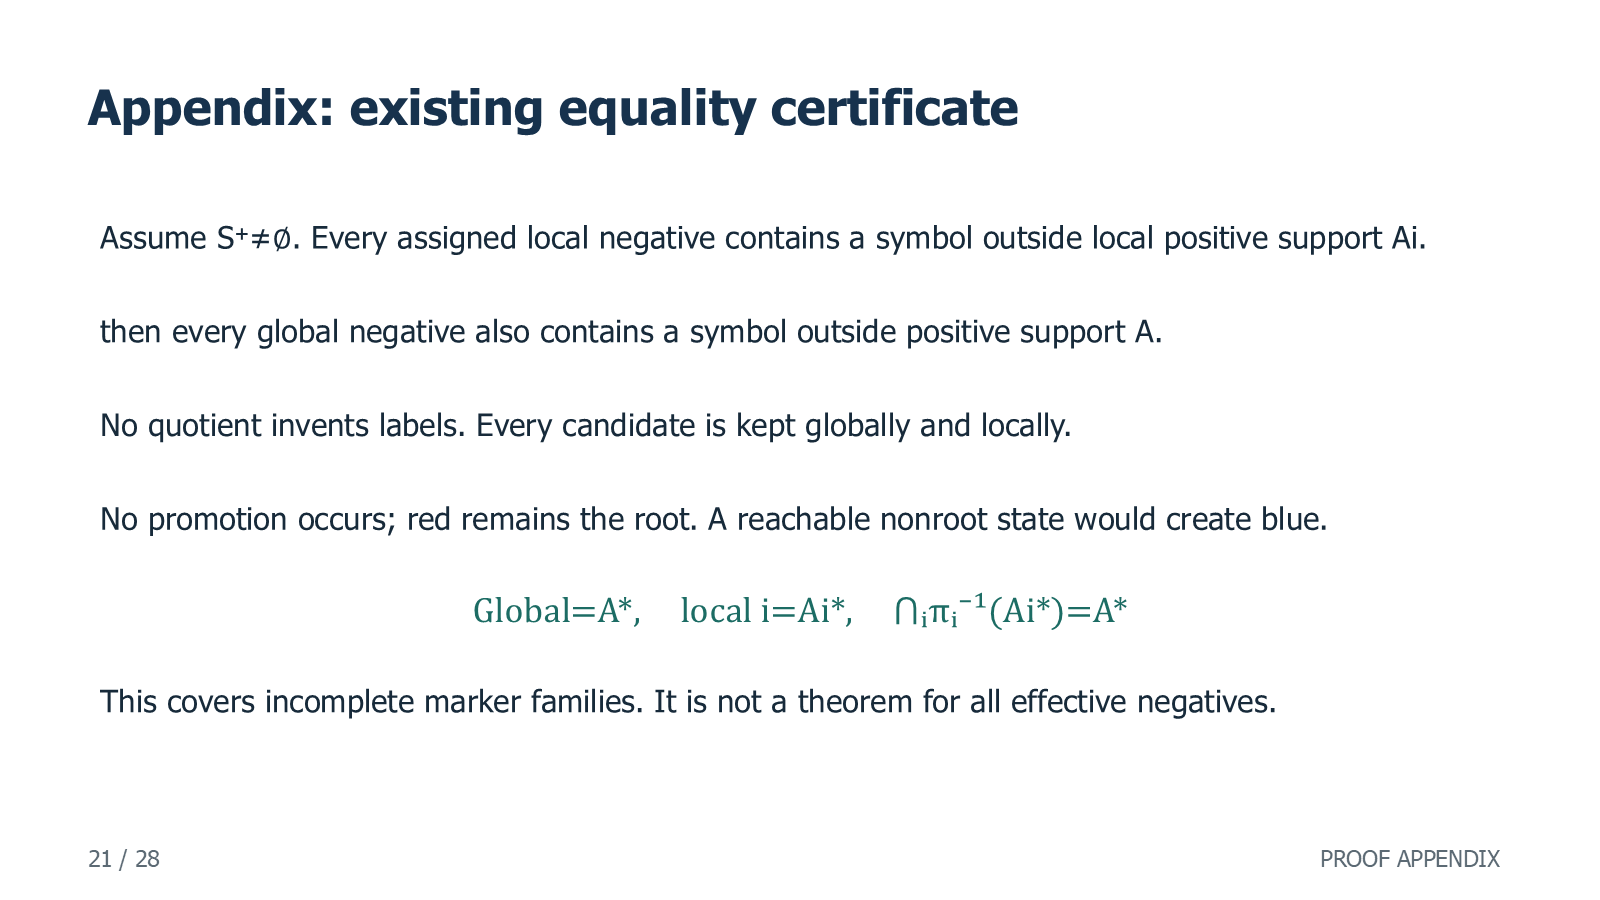 Appendix: existing equality certificate
Assume S⁺≠∅. Every assigned local negative contains a symbol outside local positive support Ai.
then every global negative also contains a symbol outside positive support A.
No quotient invents labels. Every candidate is kept globally and locally.
No promotion occurs; red remains the root. A reachable nonroot state would create blue.
Global=A*, local i=Ai*, ⋂ᵢπᵢ⁻¹(Ai*)=A*
This covers incomplete marker families. It is not a theorem for all effective negatives.
21 / 28
PROOF APPENDIX